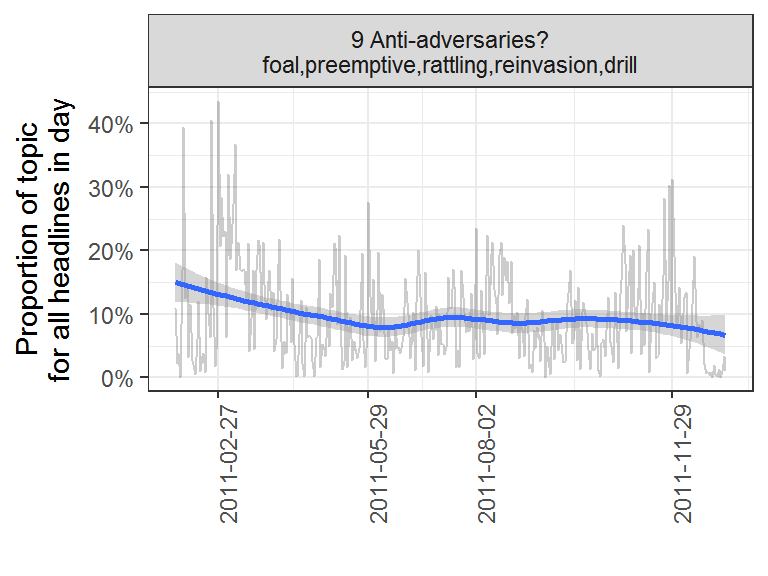 9 Anti-adversaries?
foal,preemptive,rattling,reinvasion,drill
Proportion of topic
for all headlines in day
40%
30%
20%
10%
0%
2011-02-27
2011-05-29
2011-08-02
2011-11-29